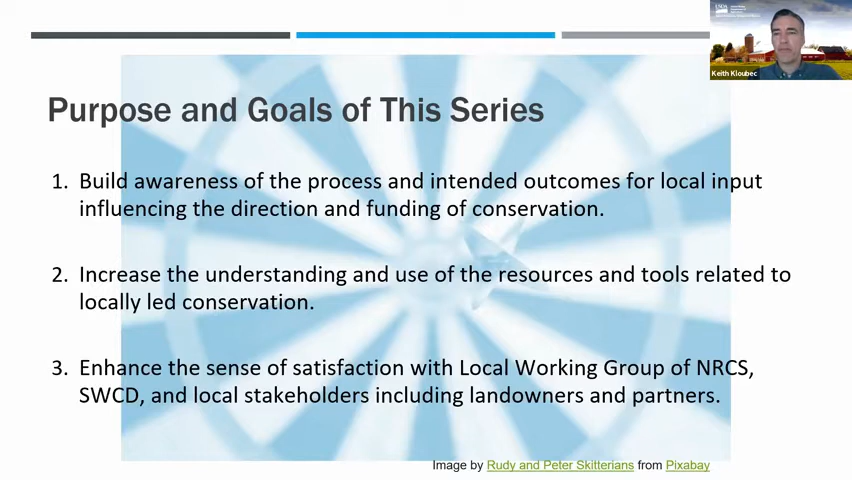 USDA
Keith Kloubec
Purpose and Goals of This Series
1. Build awareness of the process and intended outcomes for local input
influencing the direction and funding of conservation.
2. Increase the understanding and use of the resources and tools related to
locally led conservation.
3. Enhance the sense of satisfaction with Local Working Group of NRCS,
SWCD, and local stakeholders including landowners and partners.
Image by Rudy and Peter Skitterians from Pixabay